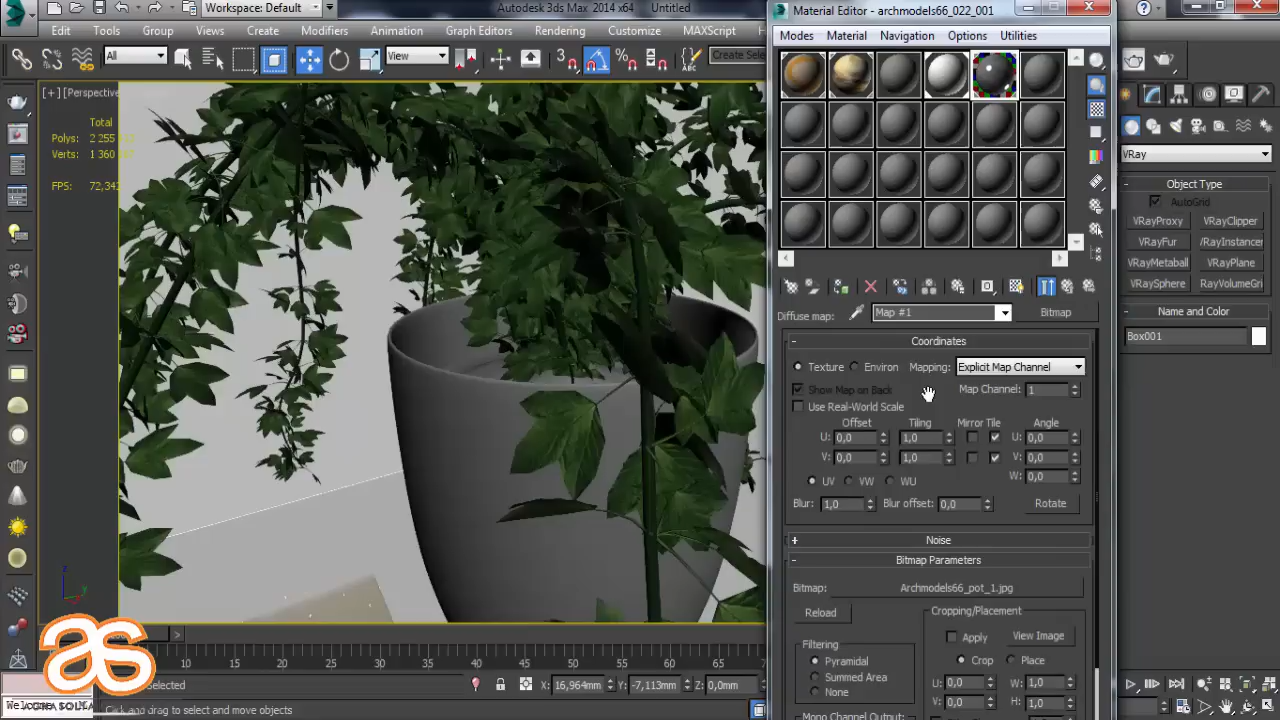 Workspace: Default
Autodesk 3ds Max 2014 x64 Untitled
Material Editor - archmodels66_022_001
Edit Tools Group Views Create Modifiers Animation Graph Editors Rendering Customize MAXScript
Modes Material Navigation Options Utilities
All
View
Create Sele
[+] [Perspective
Total
Polys: 2 255
Verts: 1 360
FPS: 72,342
VRay
Object Type
AutoGrid
VRayProxy VRayClipper
VRayFur /RayInstancer
VRayMetaball VRayPlane
VRaySphere RayVolumeGri
Name and Color
Box001
Diffuse map: Map #1 Bitmap
Coordinates
Texture Environ Mapping: Explicit Map Channel
Show Map on Back Map Channel: 1
Use Real-World Scale
Offset Tiling Mirror Tile Angle
U: 0,0 1,0 U: 0,0
V: 0,0 1,0 V: 0,0
UV VW WU W: 0,0
Blur: 1,0 Blur offset: 0,0 Rotate
Noise
Bitmap Parameters
Bitmap: Archmodels66_pot_1.jpg
Reload
Cropping/Placement
Apply View Image
Filtering
Pyramidal
Summed Area
None
Crop Place
U: 0,0 W: 1,0
V: 0,0 H: 1,0
Mono Channel Output:
10 15 20 25 30 35 40 45 50 55 60 65 7
Selected
X: 16,964mm Y: -7,113mm Z: 0,0mm
Welcome
Click and drag to select and move objects
as